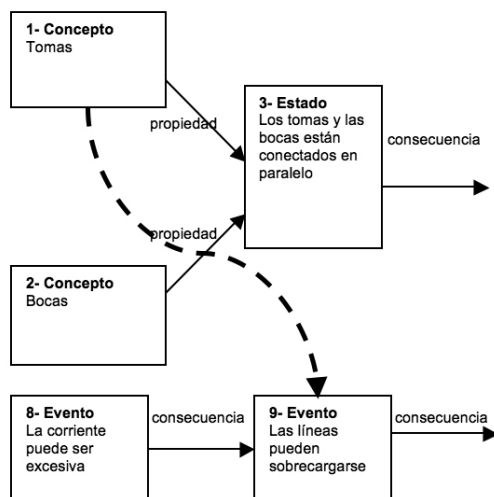 1- Concepto
Tomas
propiedad
3- Estado
Los tomas y las
bocas están
conectados en
paralelo
consecuencia
propiedad
2- Concepto
Bocas
8- Evento
La corriente
puede ser
excesiva
consecuencia
9- Evento
Las líneas
pueden
sobrecargarse
consecuencia